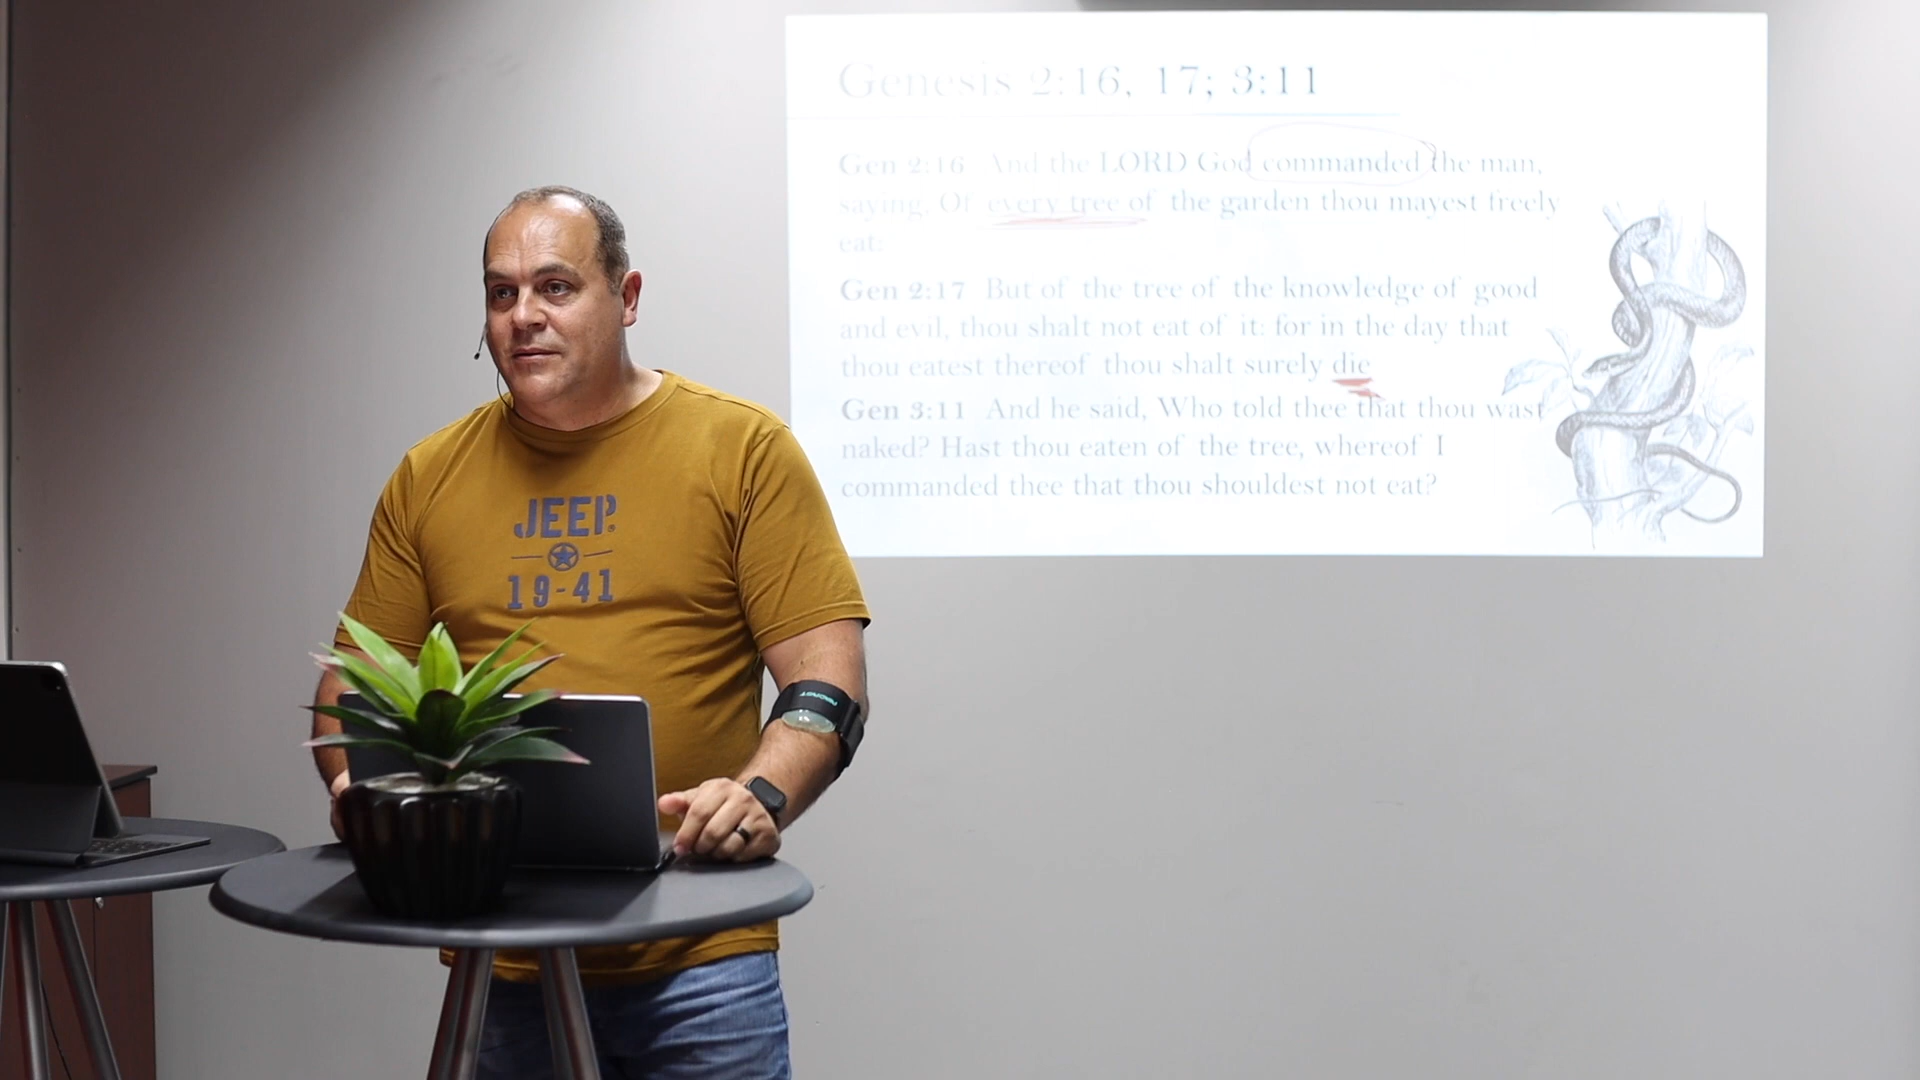 Genesis 2:16, 17; 3:11
Gen 2:16 And the LORD God commanded the man,
saying, Of every tree of the garden thou mayest freely
eat:
Gen 2:17 But of the tree of the knowledge of good
and evil, thou shalt not eat of it: for in the day that
thou eatest thereof thou shalt surely die
Gen 3:11 And he said, Who told thee that thou wast
naked? Hast thou eaten of the tree, whereof I
commanded thee that thou shouldest not eat?
JEEP®
19-41